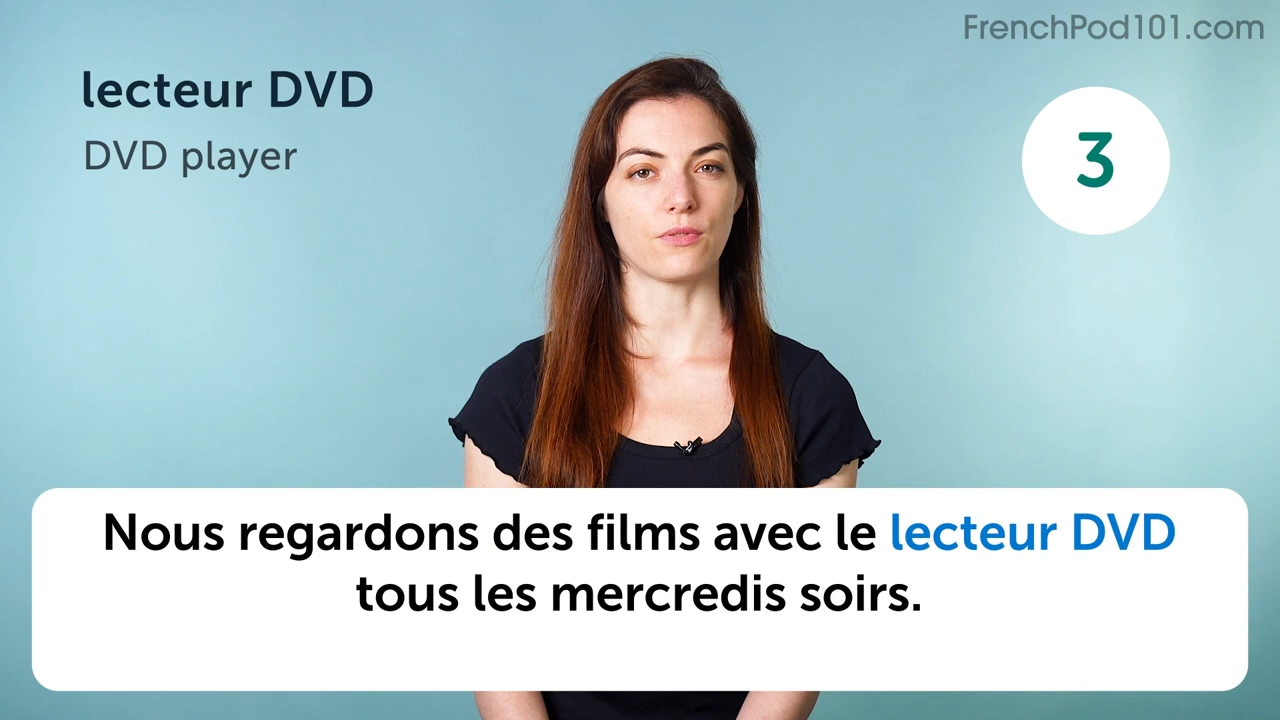 FrenchPod101.com
lecteur DVD
DVD player
3
Nous regardons des films avec le lecteur DVD
tous les mercredis soirs.